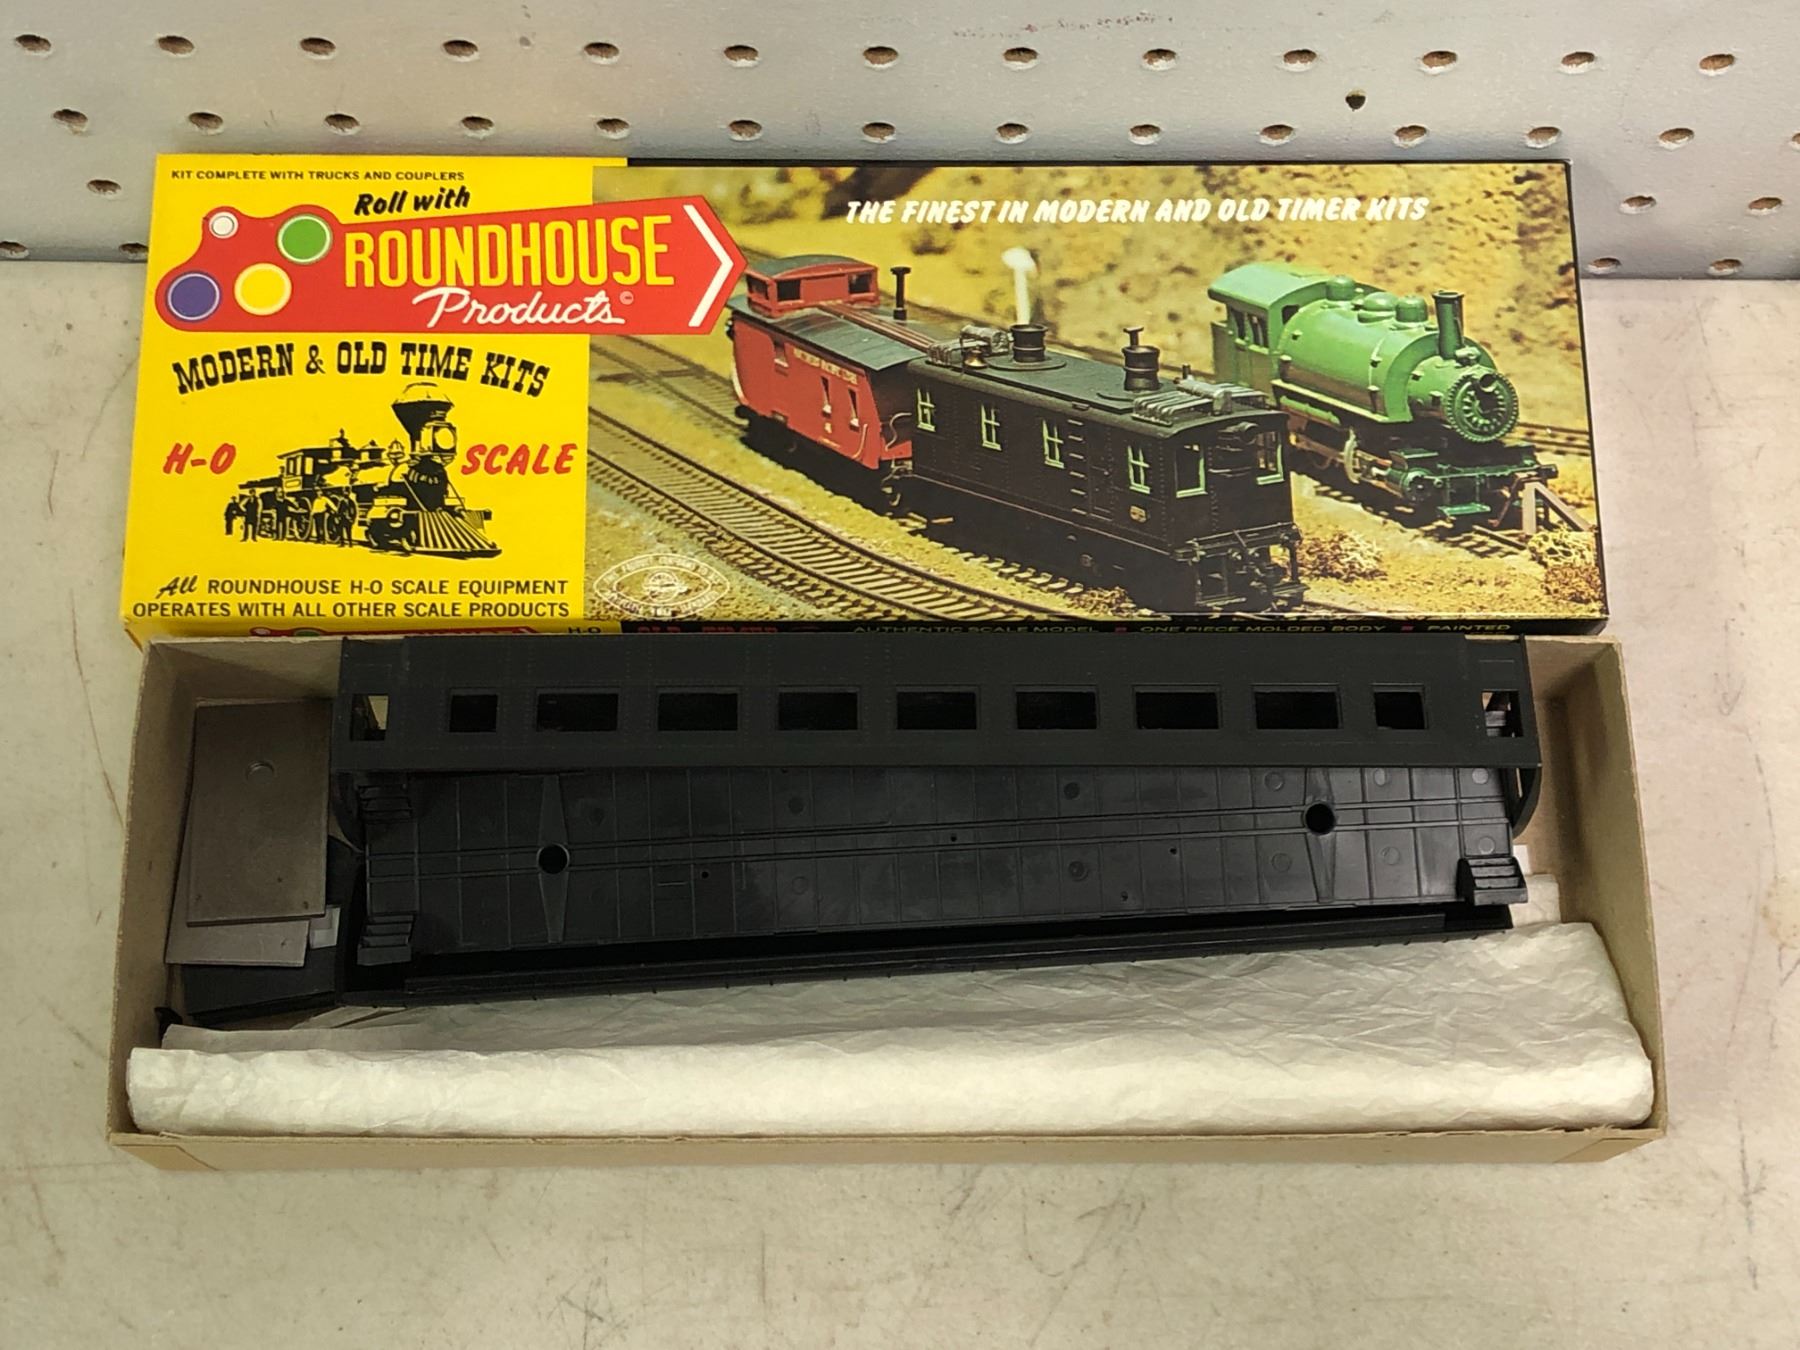 KIT COMPLETE WITH TRUCKS AND COUPLERS
Roll with
ROUNDHOUSE
Products ©
MODERN & OLD TIME KITS
H-O SCALE
All ROUNDHOUSE H-O SCALE EQUIPMENT
OPERATES WITH ALL OTHER SCALE PRODUCTS
THE FINEST IN MODERN AND OLD TIMER KITS
H-O
AUTHENTIC SCALE MODEL ONE PIECE MOLDED BODY PAINTED